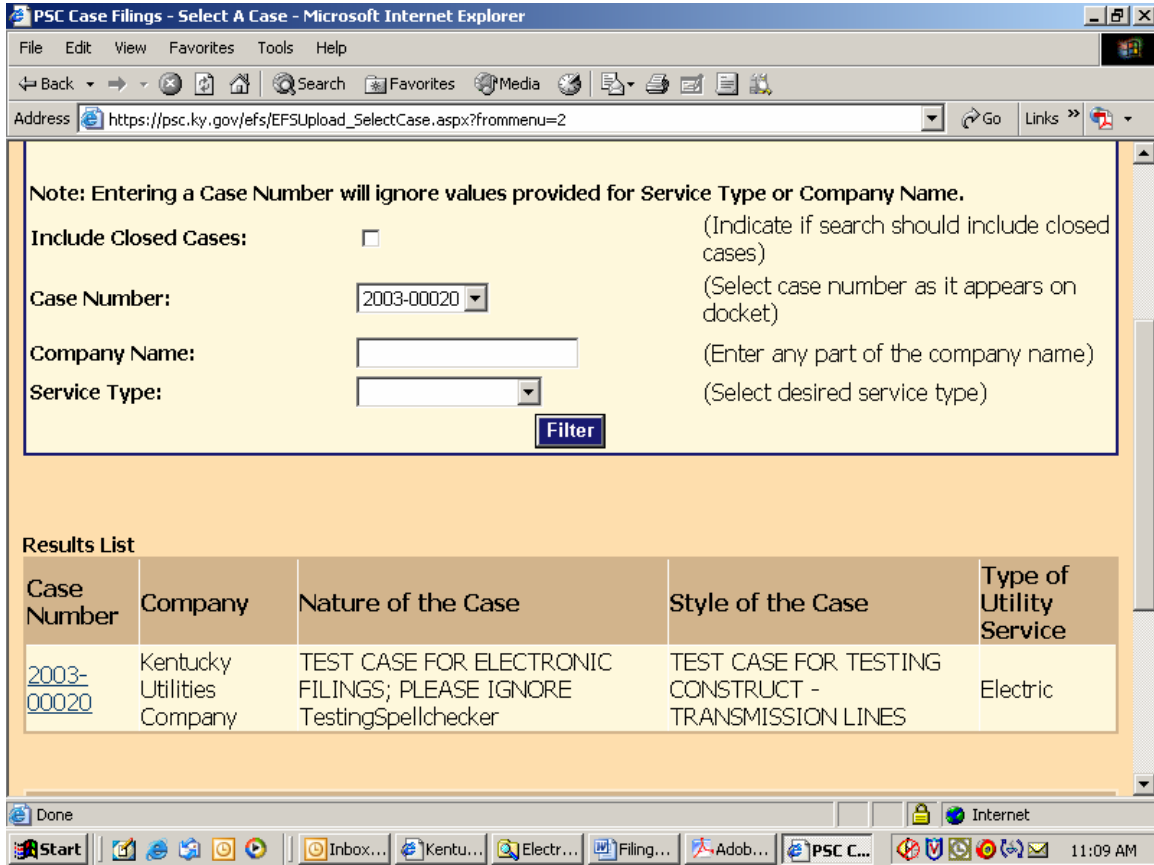 PSC Case Filings - Select A Case - Microsoft Internet Explorer
File Edit View Favorites Tools Help
Back Search Favorites Media
Address https://psc.ky.gov/efs/EFSUpload_SelectCase.aspx?frommenu=2 Go Links »
Note: Entering a Case Number will ignore values provided for Service Type or Company Name.
Include Closed Cases: (Indicate if search should include closed
cases)
Case Number: 2003-00020 (Select case number as it appears on
docket)
Company Name: (Enter any part of the company name)
Service Type: (Select desired service type)
Filter
Results List
Case Number Company Nature of the Case Style of the Case Type of Utility Service
2003-
00020
Kentucky
Utilities
Company
TEST CASE FOR ELECTRONIC
FILINGS; PLEASE IGNORE
TestingSpellchecker
TEST CASE FOR TESTING
CONSTRUCT -
TRANSMISSION LINES
Electric
Done Internet
Start Inbox... Kentu... Electr... Filing... Adob... PSC C... 11:09 AM